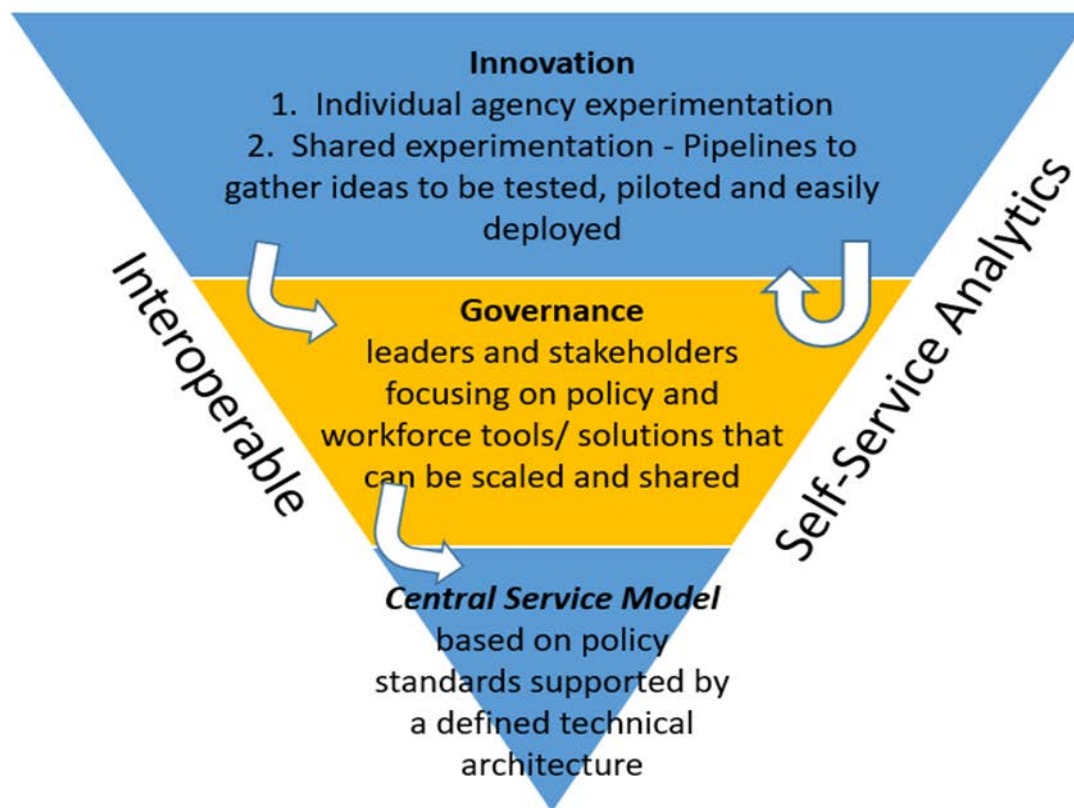 Innovation
1. Individual agency experimentation
2. Shared experimentation - Pipelines to
gather ideas to be tested, piloted and easily
deployed
Interoperable
Self-Service Analytics
Governance
leaders and stakeholders
focusing on policy and
workforce tools/ solutions that
can be scaled and shared
Central Service Model
based on policy
standards supported by
a defined technical
architecture